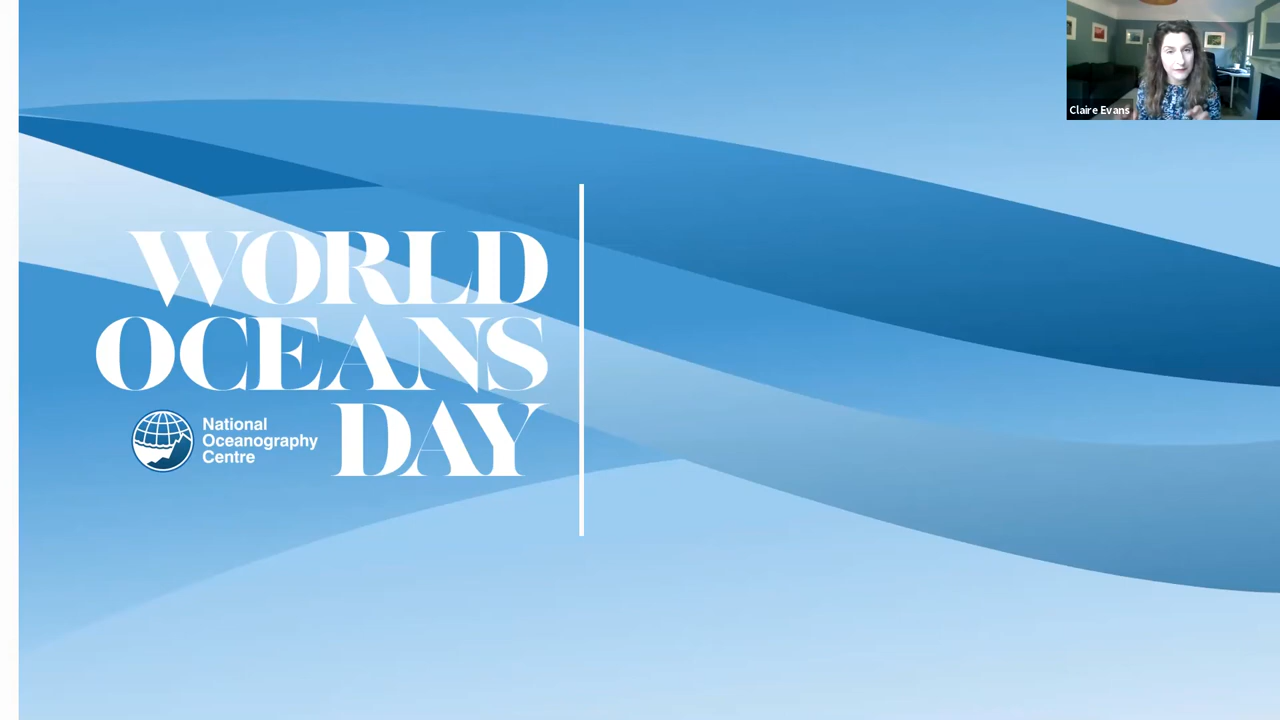 WORLD
OCEANS
DAY
National
Oceanography
Centre
Claire Evans